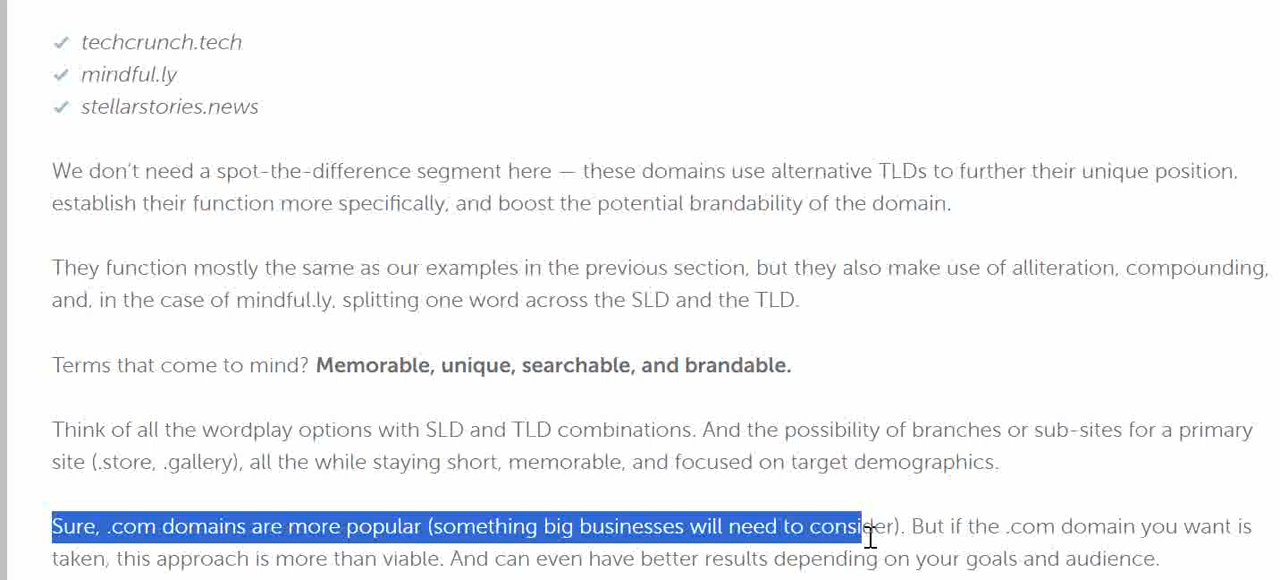 techcrunch.tech
mindful.ly
stellarstories.news
We don't need a spot-the-difference segment here — these domains use alternative TLDs to further their unique position,
establish their function more specifically, and boost the potential brandability of the domain.
They function mostly the same as our examples in the previous section, but they also make use of alliteration, compounding,
and, in the case of mindful.ly, splitting one word across the SLD and the TLD.
Terms that come to mind? Memorable, unique, searchable, and brandable.
Think of all the wordplay options with SLD and TLD combinations. And the possibility of branches or sub-sites for a primary
site (.store, .gallery), all the while staying short, memorable, and focused on target demographics.
Sure, .com domains are more popular (something big businesses will need to consider). But if the .com domain you want is
taken, this approach is more than viable. And can even have better results depending on your goals and audience.